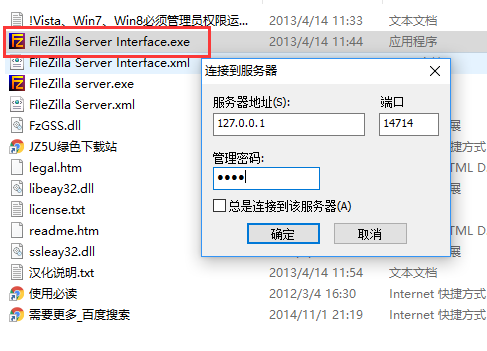 !Vista、Win7、Win8必须管理员权限运... 2013/4/14 11:33 文本文档
FileZilla Server Interface.exe 2013/4/14 11:44 应用程序
FileZilla Server Interface.xml
FileZilla server.exe
FileZilla Server.xml
FzGSS.dll 展
JZ5U绿色下载站 快捷方式
legal.htm TML D
libeay32.dll 展
license.txt
readme.htm TML D
ssleay32.dll 展
汉化说明.txt 2013/4/14 11:54 文本文档
使用必读 2012/3/4 16:30 Internet 快捷方式
需要更多_百度搜索 2014/11/1 21:19 Internet 快捷方式
连接到服务器
服务器地址(S): 端口
127.0.0.1 14714
管理密码:
●●●●
总是连接到该服务器(A)
确定 取消